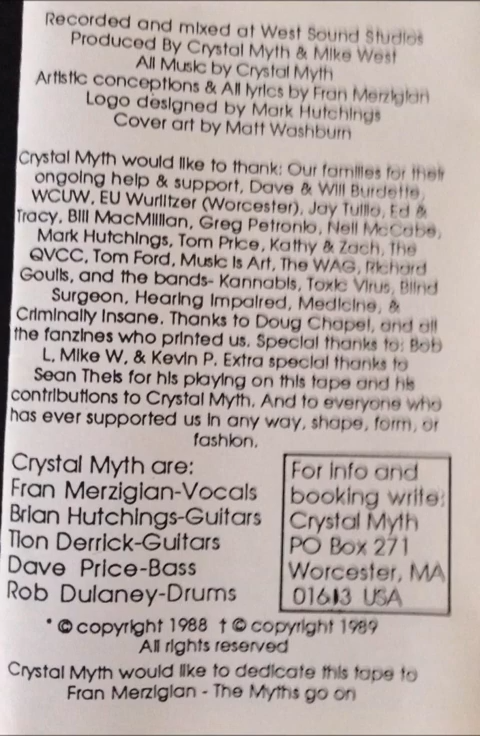 Recorded and mixed at West Sound Studios
Produced By Crystal Myth & Mike West
All Music by Crystal Myth
Artistic conceptions & All lyrics by Fran Merzigian
Logo designed by Mark Hutchings
Cover art by Matt Washburn
Crystal Myth would like to thank: Our families for their
ongoing help & support, Dave & Will Burdette,
WCUW, EU Wurlitzer (Worcester), Jay Tullio, Ed &
Tracy, Bill MacMillian, Greg Petronio, Neil McCabe,
Mark Hutchings, Tom Price, Kathy & Zach, The
QVCC, Tom Ford, Music Is Art, The WAG, Richard
Goulis, and the bands- Kannabis, Toxic Virus, Blind
Surgeon, Hearing Impaired, Medicine, &
Criminally Insane. Thanks to Doug Chapel, and all
the fanzines who printed us. Special thanks to: Bob
L, Mike W, & Kevin P. Extra special thanks to
Sean Theis for his playing on this tape and his
contributions to Crystal Myth. And to everyone who
has ever supported us in any way, shape, form, or
fashion.
Crystal Myth are:
Fran Merzigian-Vocals
Brian Hutchings-Guitars
Tion Derrick-Guitars
Dave Price-Bass
Rob Dulaney-Drums
For info and
booking write:
Crystal Myth
PO Box 271
Worcester, MA
01613 USA
* © copyright 1988 † © copyright 1989
All rights reserved
Crystal Myth would like to dedicate this tape to
Fran Merzigian - The Myths go on